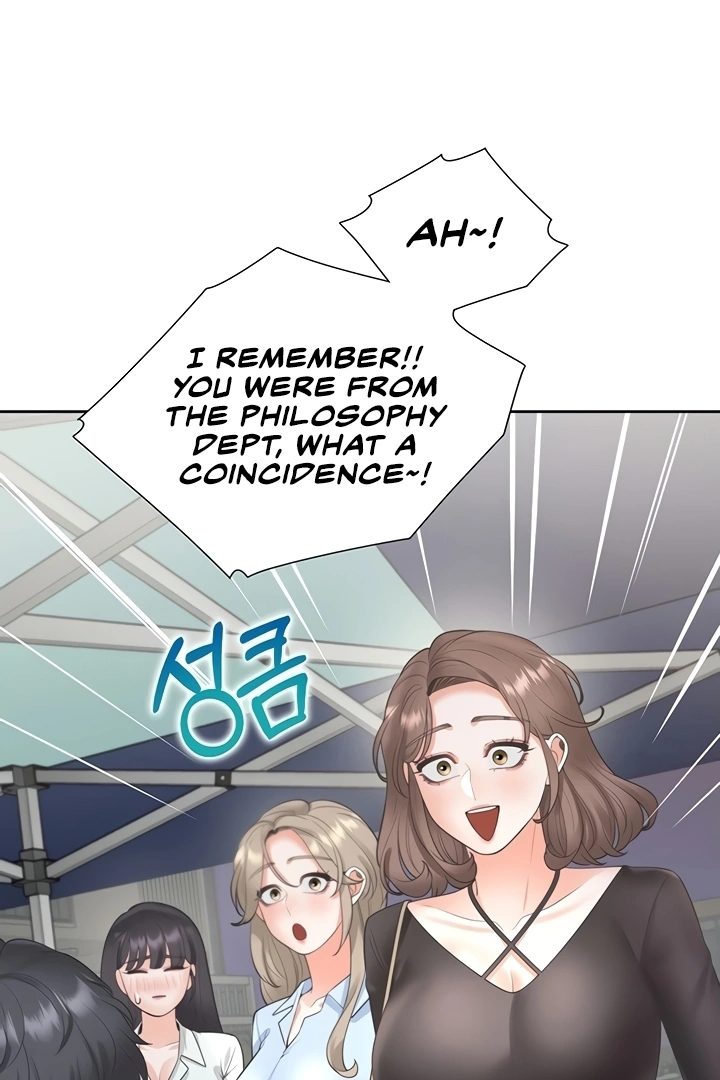 AH~!
I REMEMBER!!
YOU WERE FROM
THE PHILOSOPHY
DEPT, WHAT A
COINCIDENCE~!
성큼